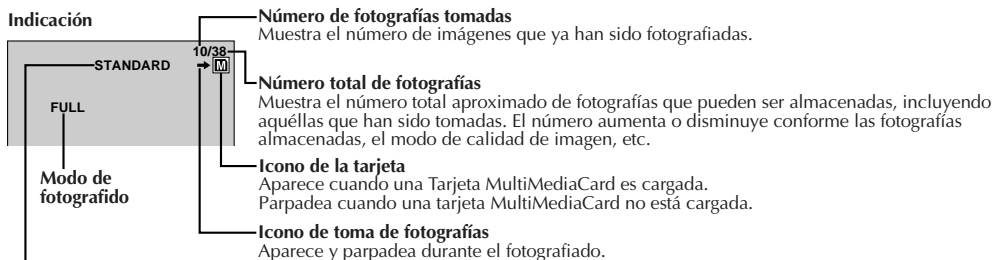 Indicación
10/38
STANDARD
M
FULL
Modo de
fotografido
Número de fotografías tomadas
Muestra el número de imágenes que ya han sido fotografiadas.
Número total de fotografías
Muestra el número total aproximado de fotografías que pueden ser almacenadas, incluyendo
aquéllas que han sido tomadas. El número aumenta o disminuye conforme las fotografías
almacenadas, el modo de calidad de imagen, etc.
Icono de la tarjeta
Aparece cuando una Tarjeta MultiMediaCard es cargada.
Parpadea cuando una tarjeta MultiMediaCard no está cargada.
Icono de toma de fotografías
Aparece y parpadea durante el fotografiado.